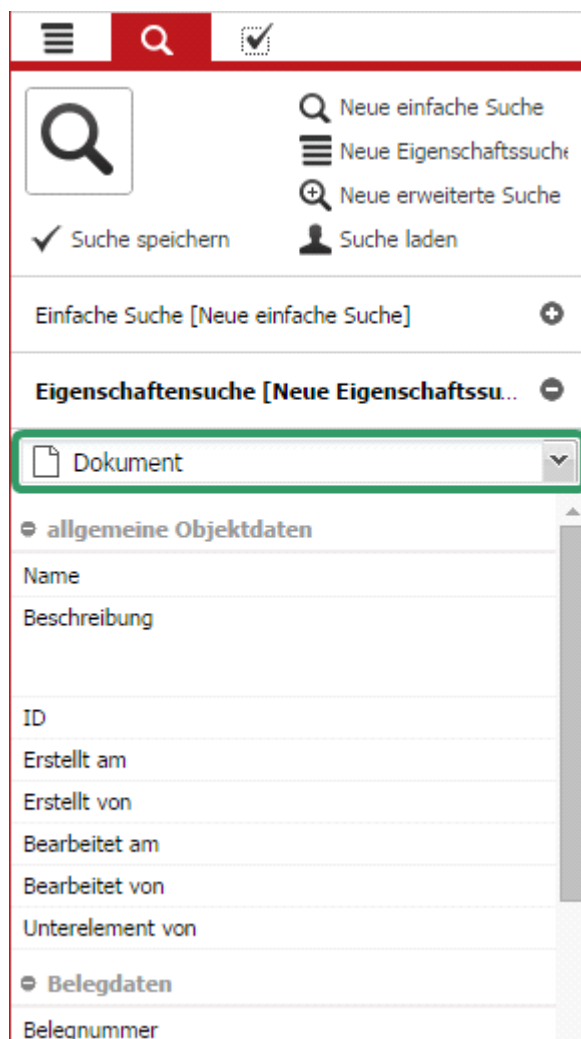 Neue einfache Suche
Neue Eigenschaftssuche
Neue erweiterte Suche
Suche speichern
Suche laden
Einfache Suche [Neue einfache Suche]
Eigenschaftensuche [Neue Eigenschaftssu...
Dokument
allgemeine Objektdaten
Name
Beschreibung
ID
Erstellt am
Erstellt von
Bearbeitet am
Bearbeitet von
Unterelement von
Belegdaten
Belegnummer